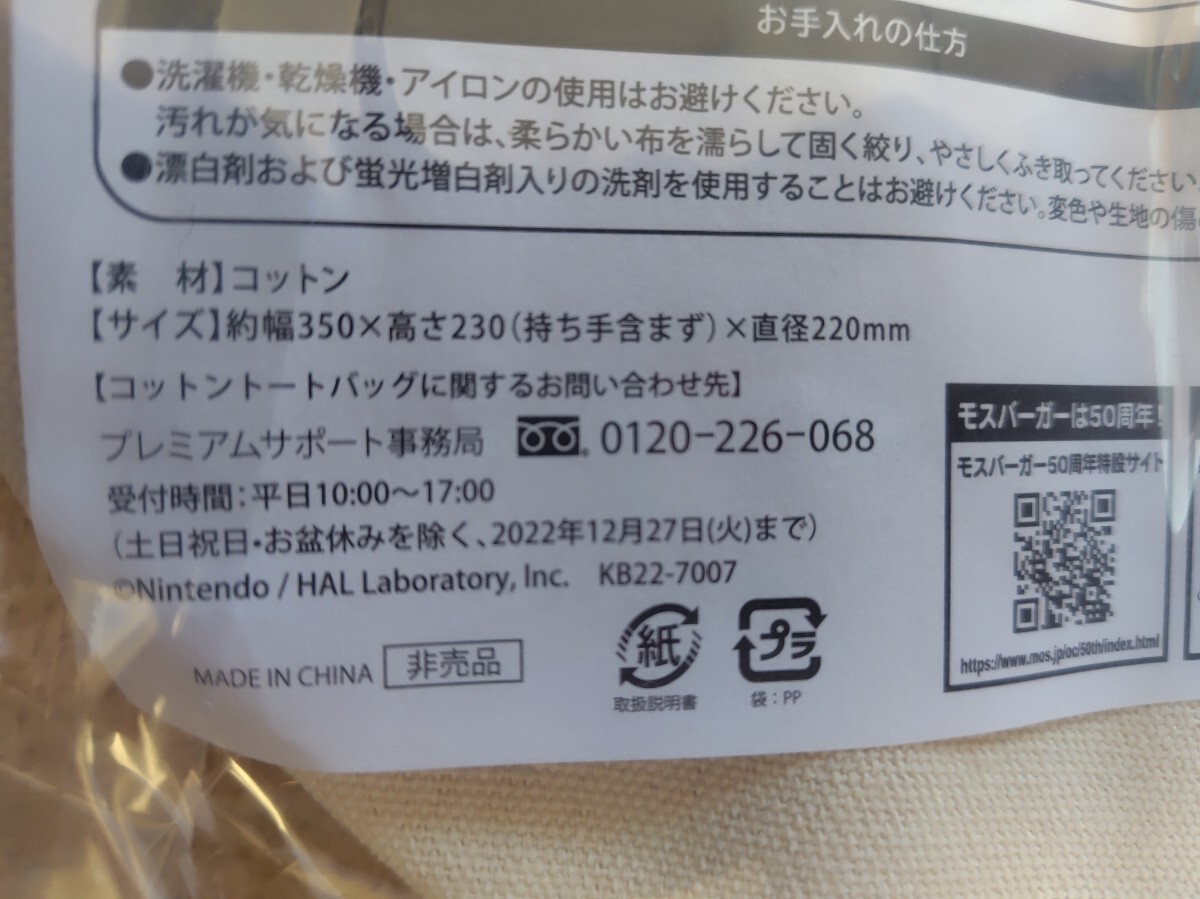 お手入れの仕方
●洗濯機・乾燥機・アイロンの使用はお避けください。
汚れが気になる場合は、柔らかい布を濡らして固く絞り、やさしくふき取ってください
●漂白剤および蛍光増白剤入りの洗剤を使用することはお避けください。変色や生地の傷
【素　材】コットン
【サイズ】約幅350×高さ230（持ち手含まず）×直径220mm
【コットントートバッグに関するお問い合わせ先】
プレミアムサポート事務局 0120-226-068
受付時間：平日10:00〜17:00
（土日祝日・お盆休みを除く、2022年12月27日(火)まで）
©Nintendo / HAL Laboratory, Inc. KB22-7007
MADE IN CHINA 非売品
紙
取扱説明書
プラ
袋：PP
モスバーガーは50周年！
モスバーガー50周年特設サイト
https://www.mos.jp/oc/50th/index.html